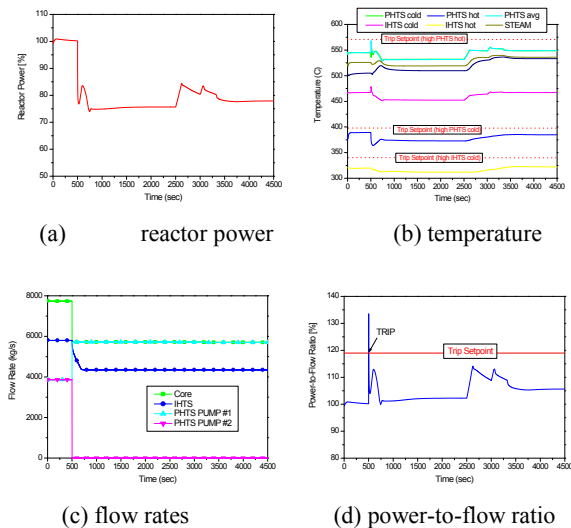 110
100
90
80
70
60
50
Reactor Power [%]
0 500 1000 1500 2000 2500 3000 3500 4000 4500
Time (sec)
(a) reactor power
PHTS cold PHTS hot PHTS avg
IHTS cold IHTS hot STEAM
600
550
500
450
400
350
300
Temperature (C)
Trip Setpoint (high PHTS hot)
Trip Setpoint (high PHTS cold)
Trip Setpoint (high IHTS cold)
0 500 1000 1500 2000 2500 3000 3500 4000 4500
Time (sec)
(b) temperature
8000
6000
4000
2000
0
Flow Rate (kg/s)
Core
IHTS
PHTS PUMP #1
PHTS PUMP #2
0 500 1000 1500 2000 2500 3000 3500 4000 4500
Time (sec)
(c) flow rates
140
130
120
110
100
90
80
Power-to-Flow Ratio [%]
TRIP
Trip Setpoint
0 500 1000 1500 2000 2500 3000 3500 4000 4500
Time (sec)
(d) power-to-flow ratio